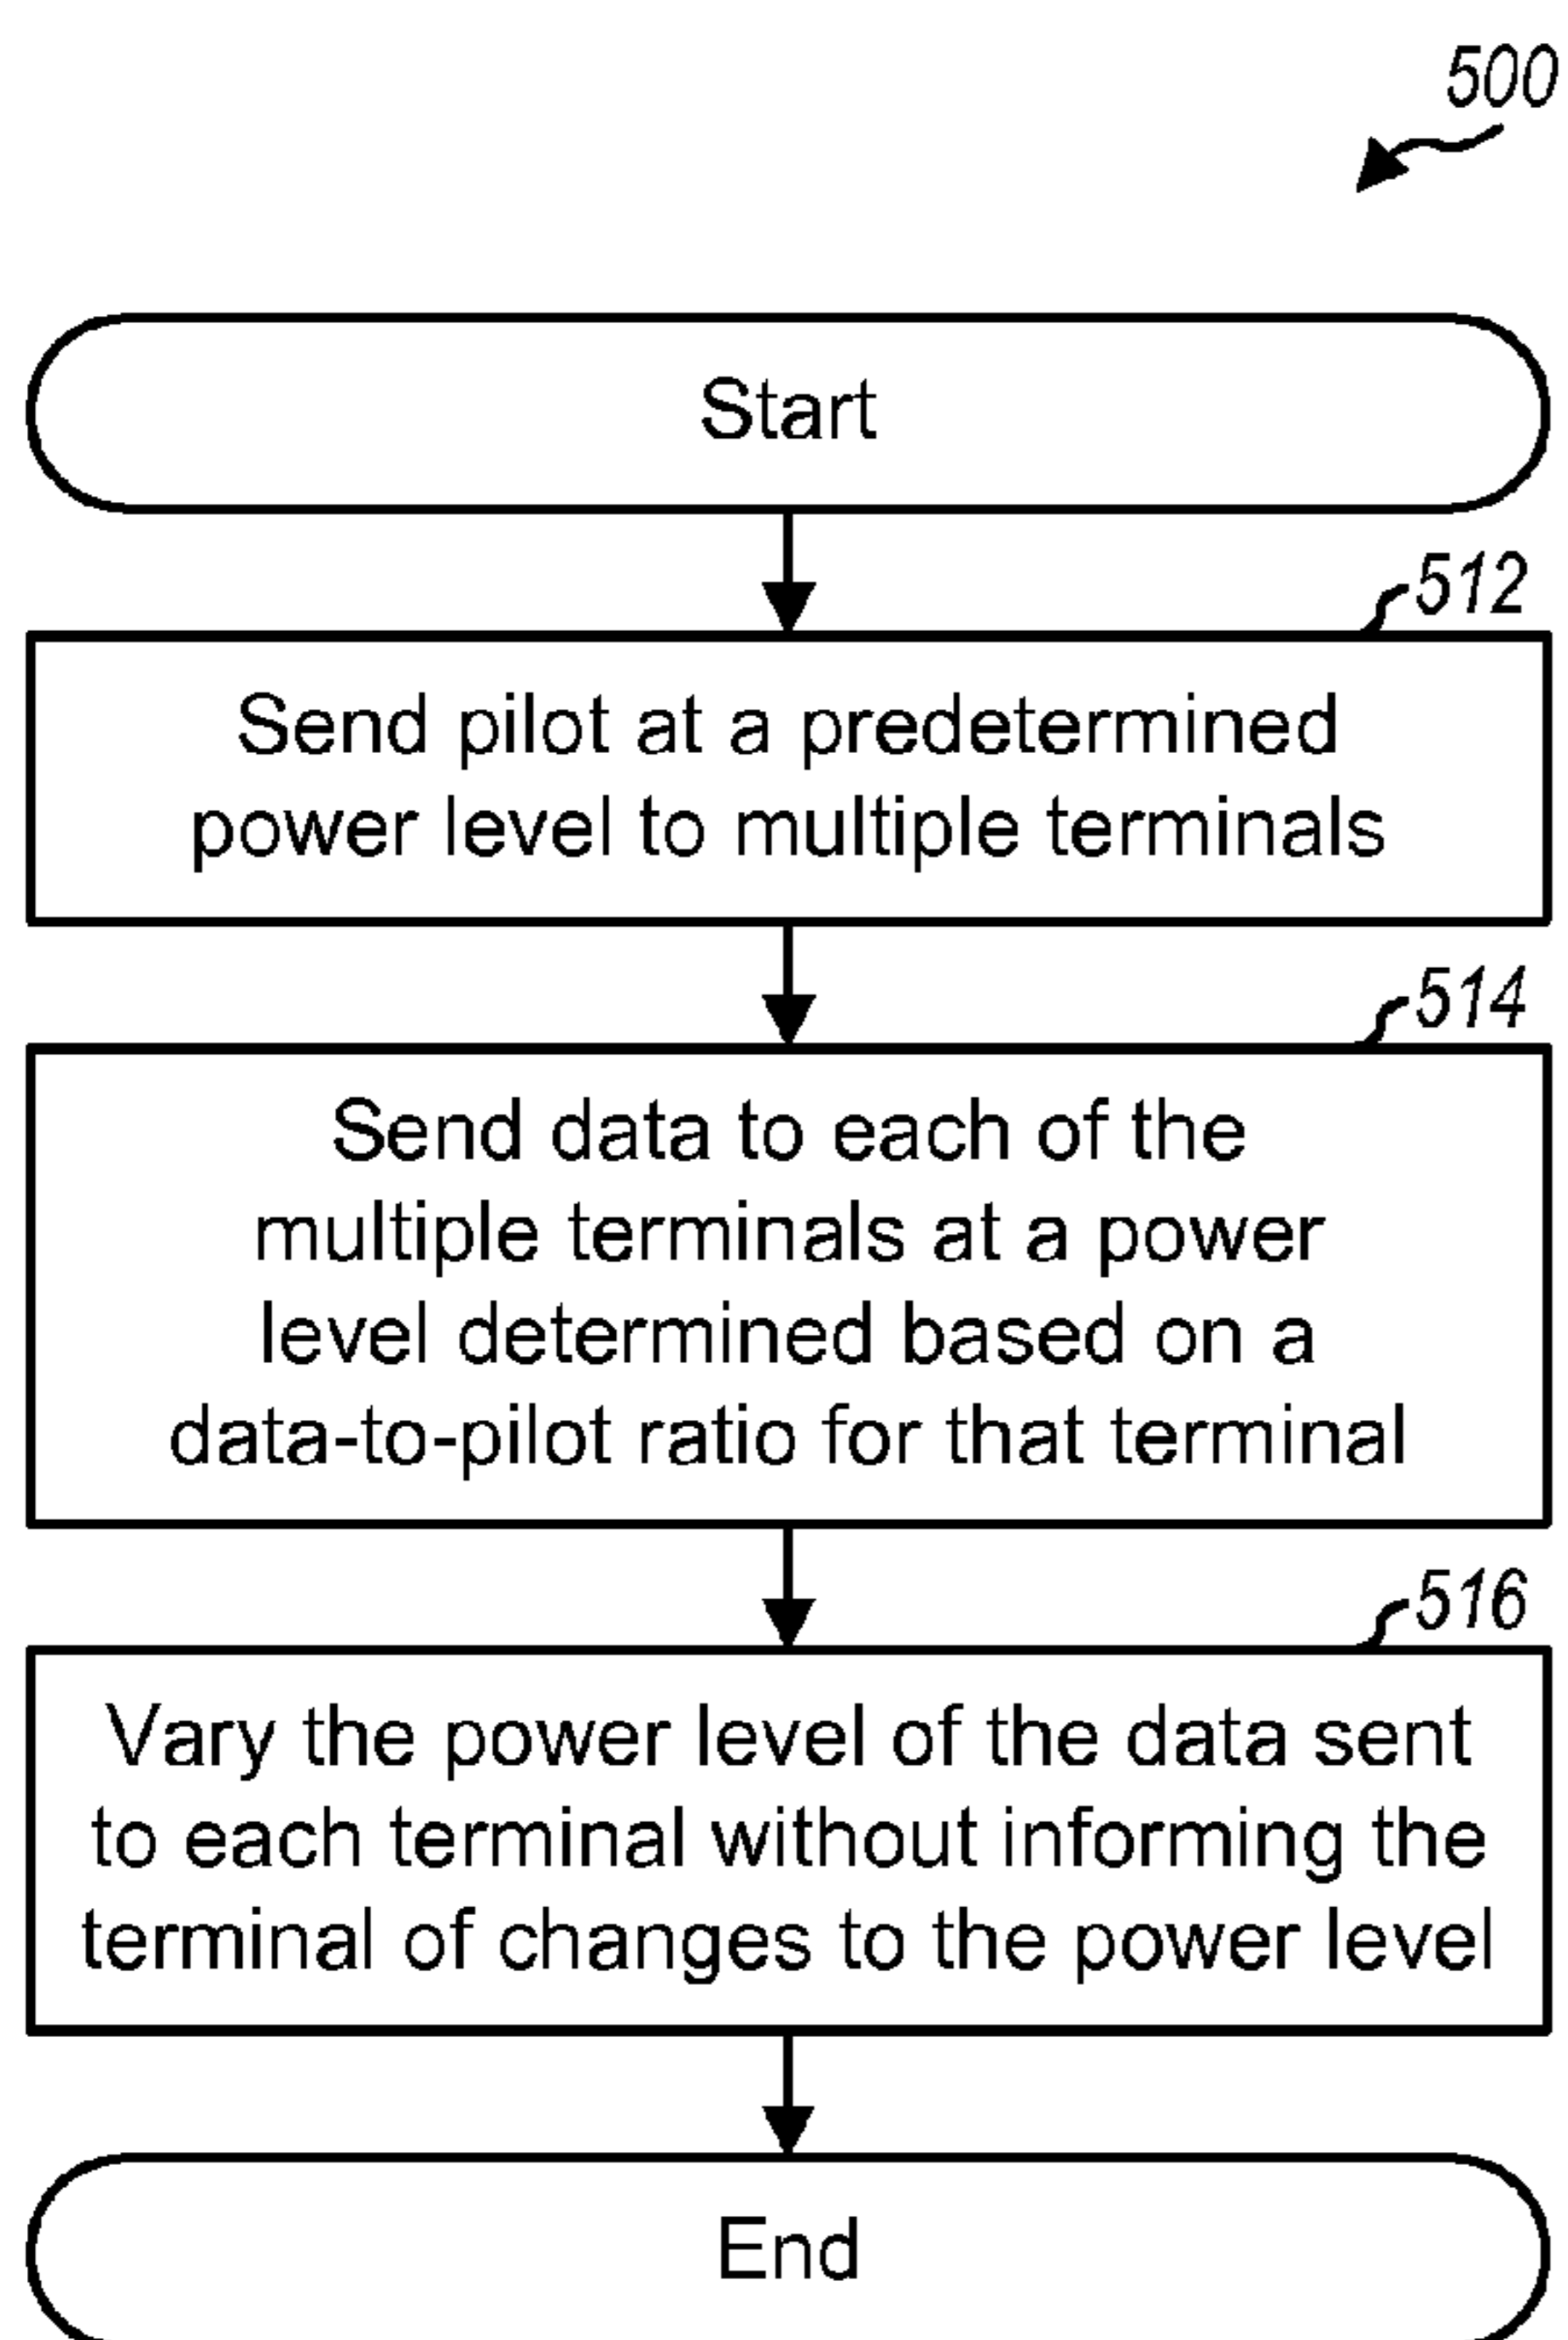 500
Start
512
Send pilot at a predetermined
power level to multiple terminals
514
Send data to each of the
multiple terminals at a power
level determined based on a
data-to-pilot ratio for that terminal
516
Vary the power level of the data sent
to each terminal without informing the
terminal of changes to the power level
End